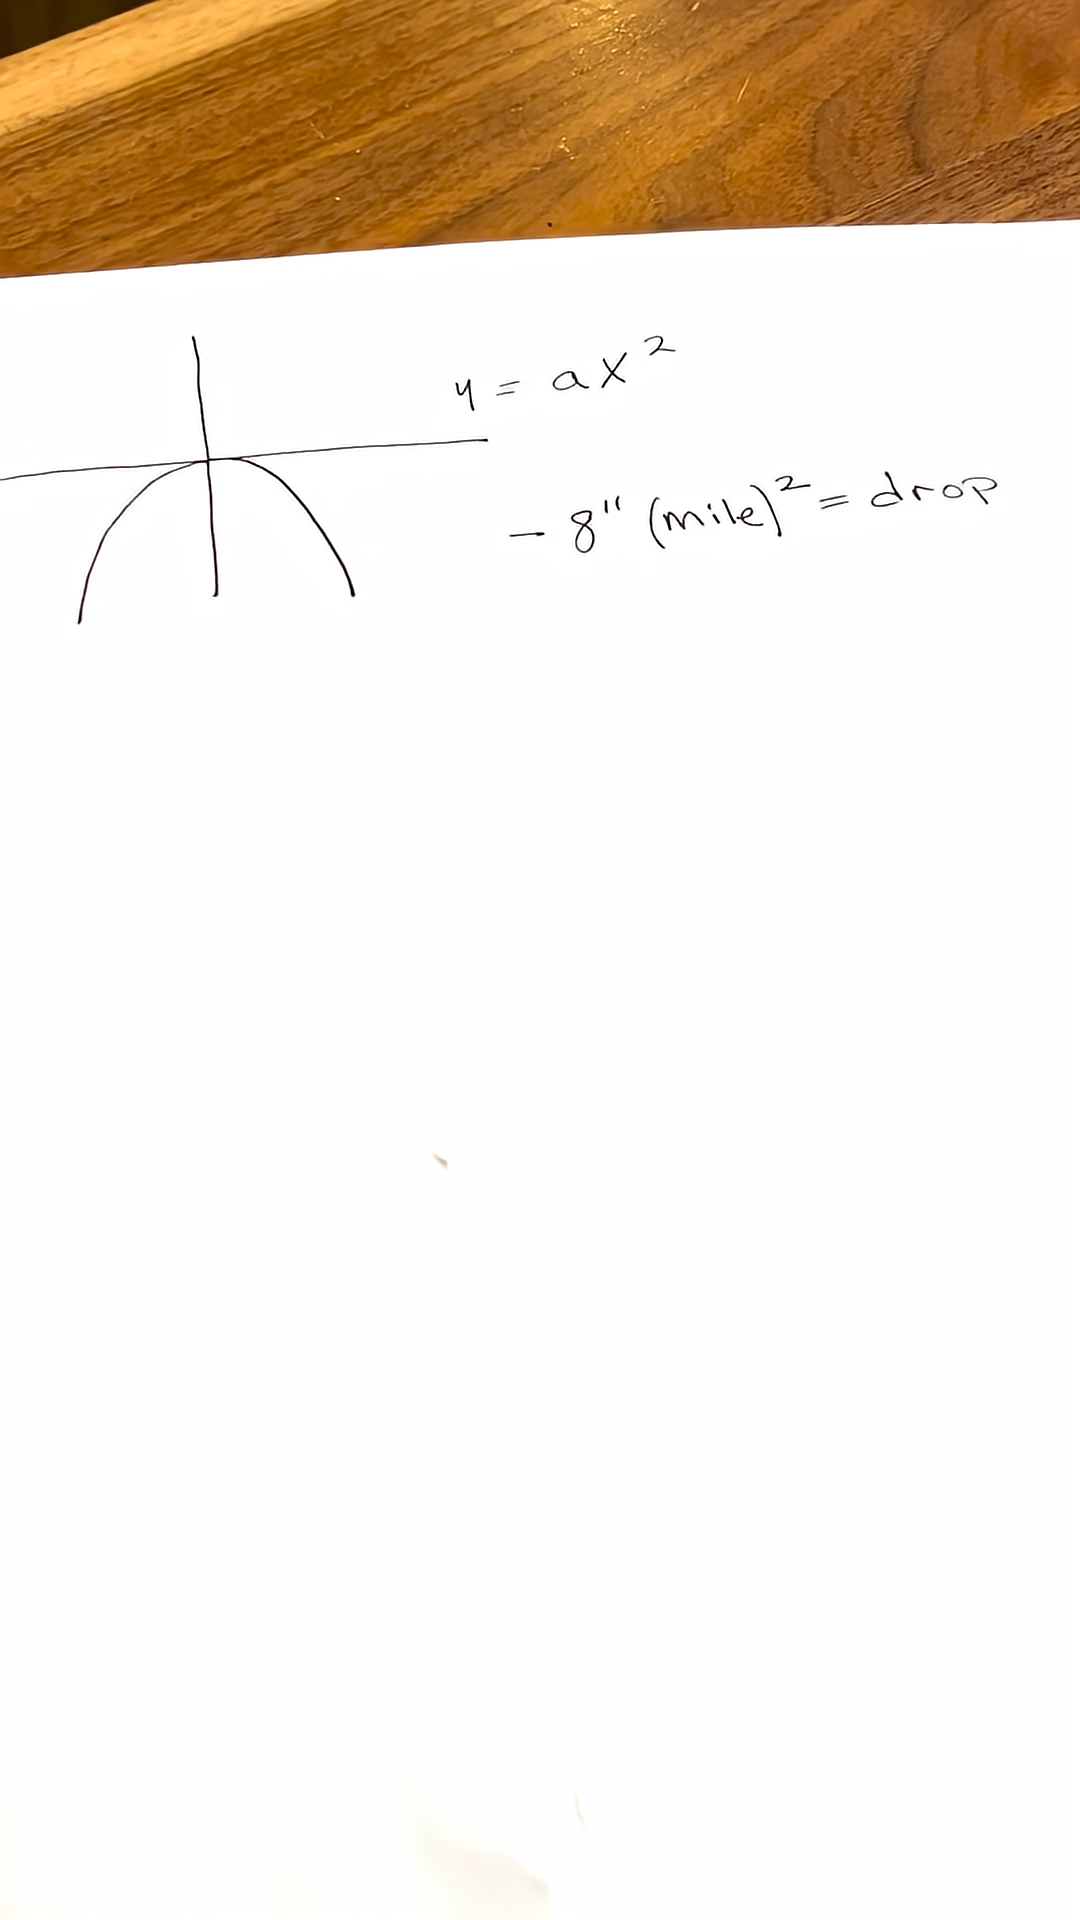 y = ax²
- 8" (mile)² = drop